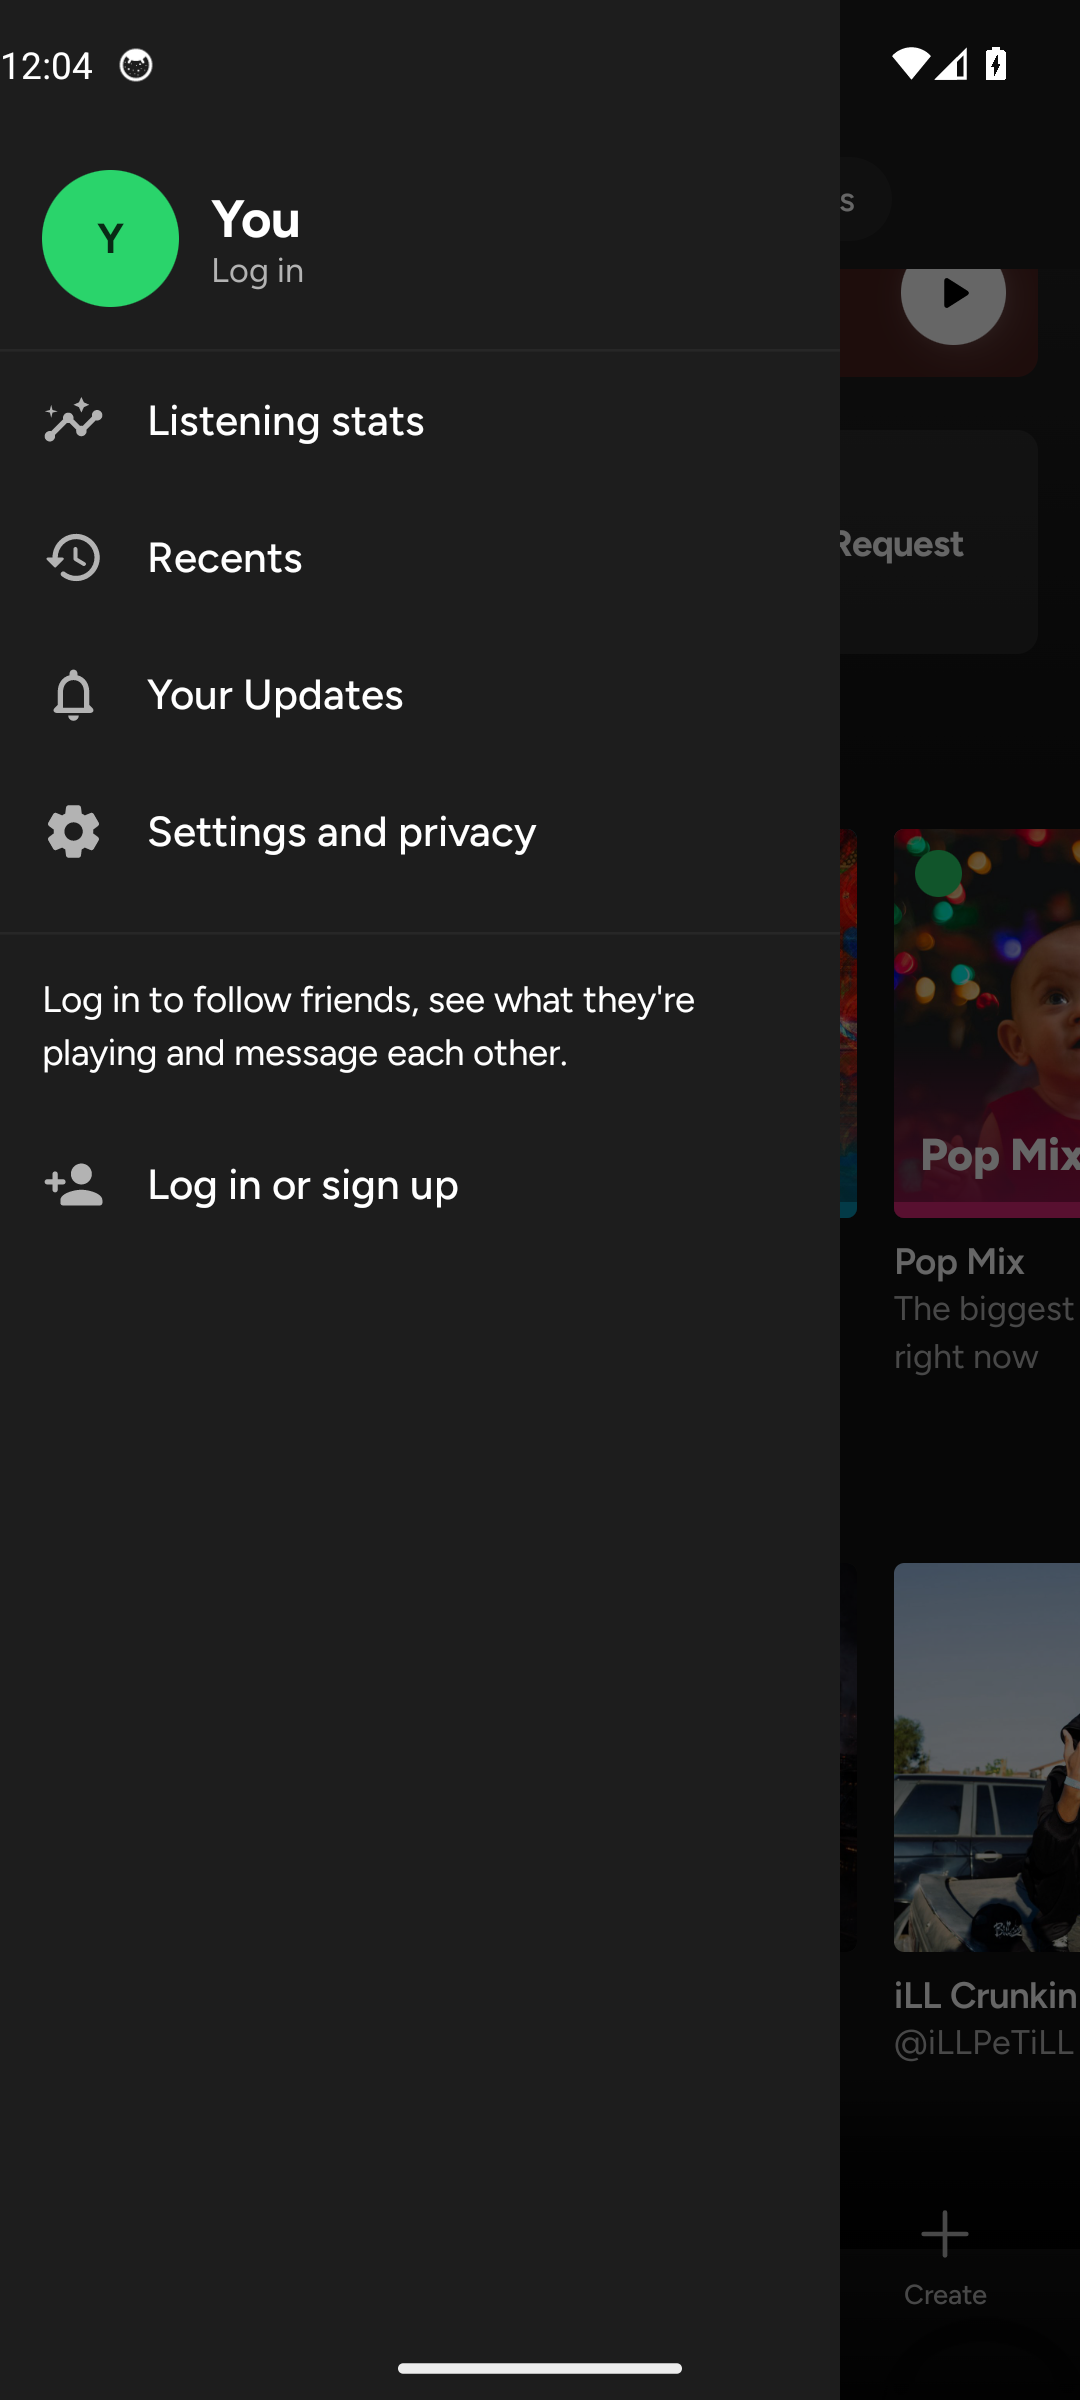 12:04
Y
You
Log in
s
Listening stats
Recents
Request
Your Updates
Settings and privacy
Log in to follow friends, see what they're
playing and message each other.
Pop Mix
Log in or sign up
Pop Mix
The biggest
right now
iLL Crunkin
@iLLPeTiLL
Create